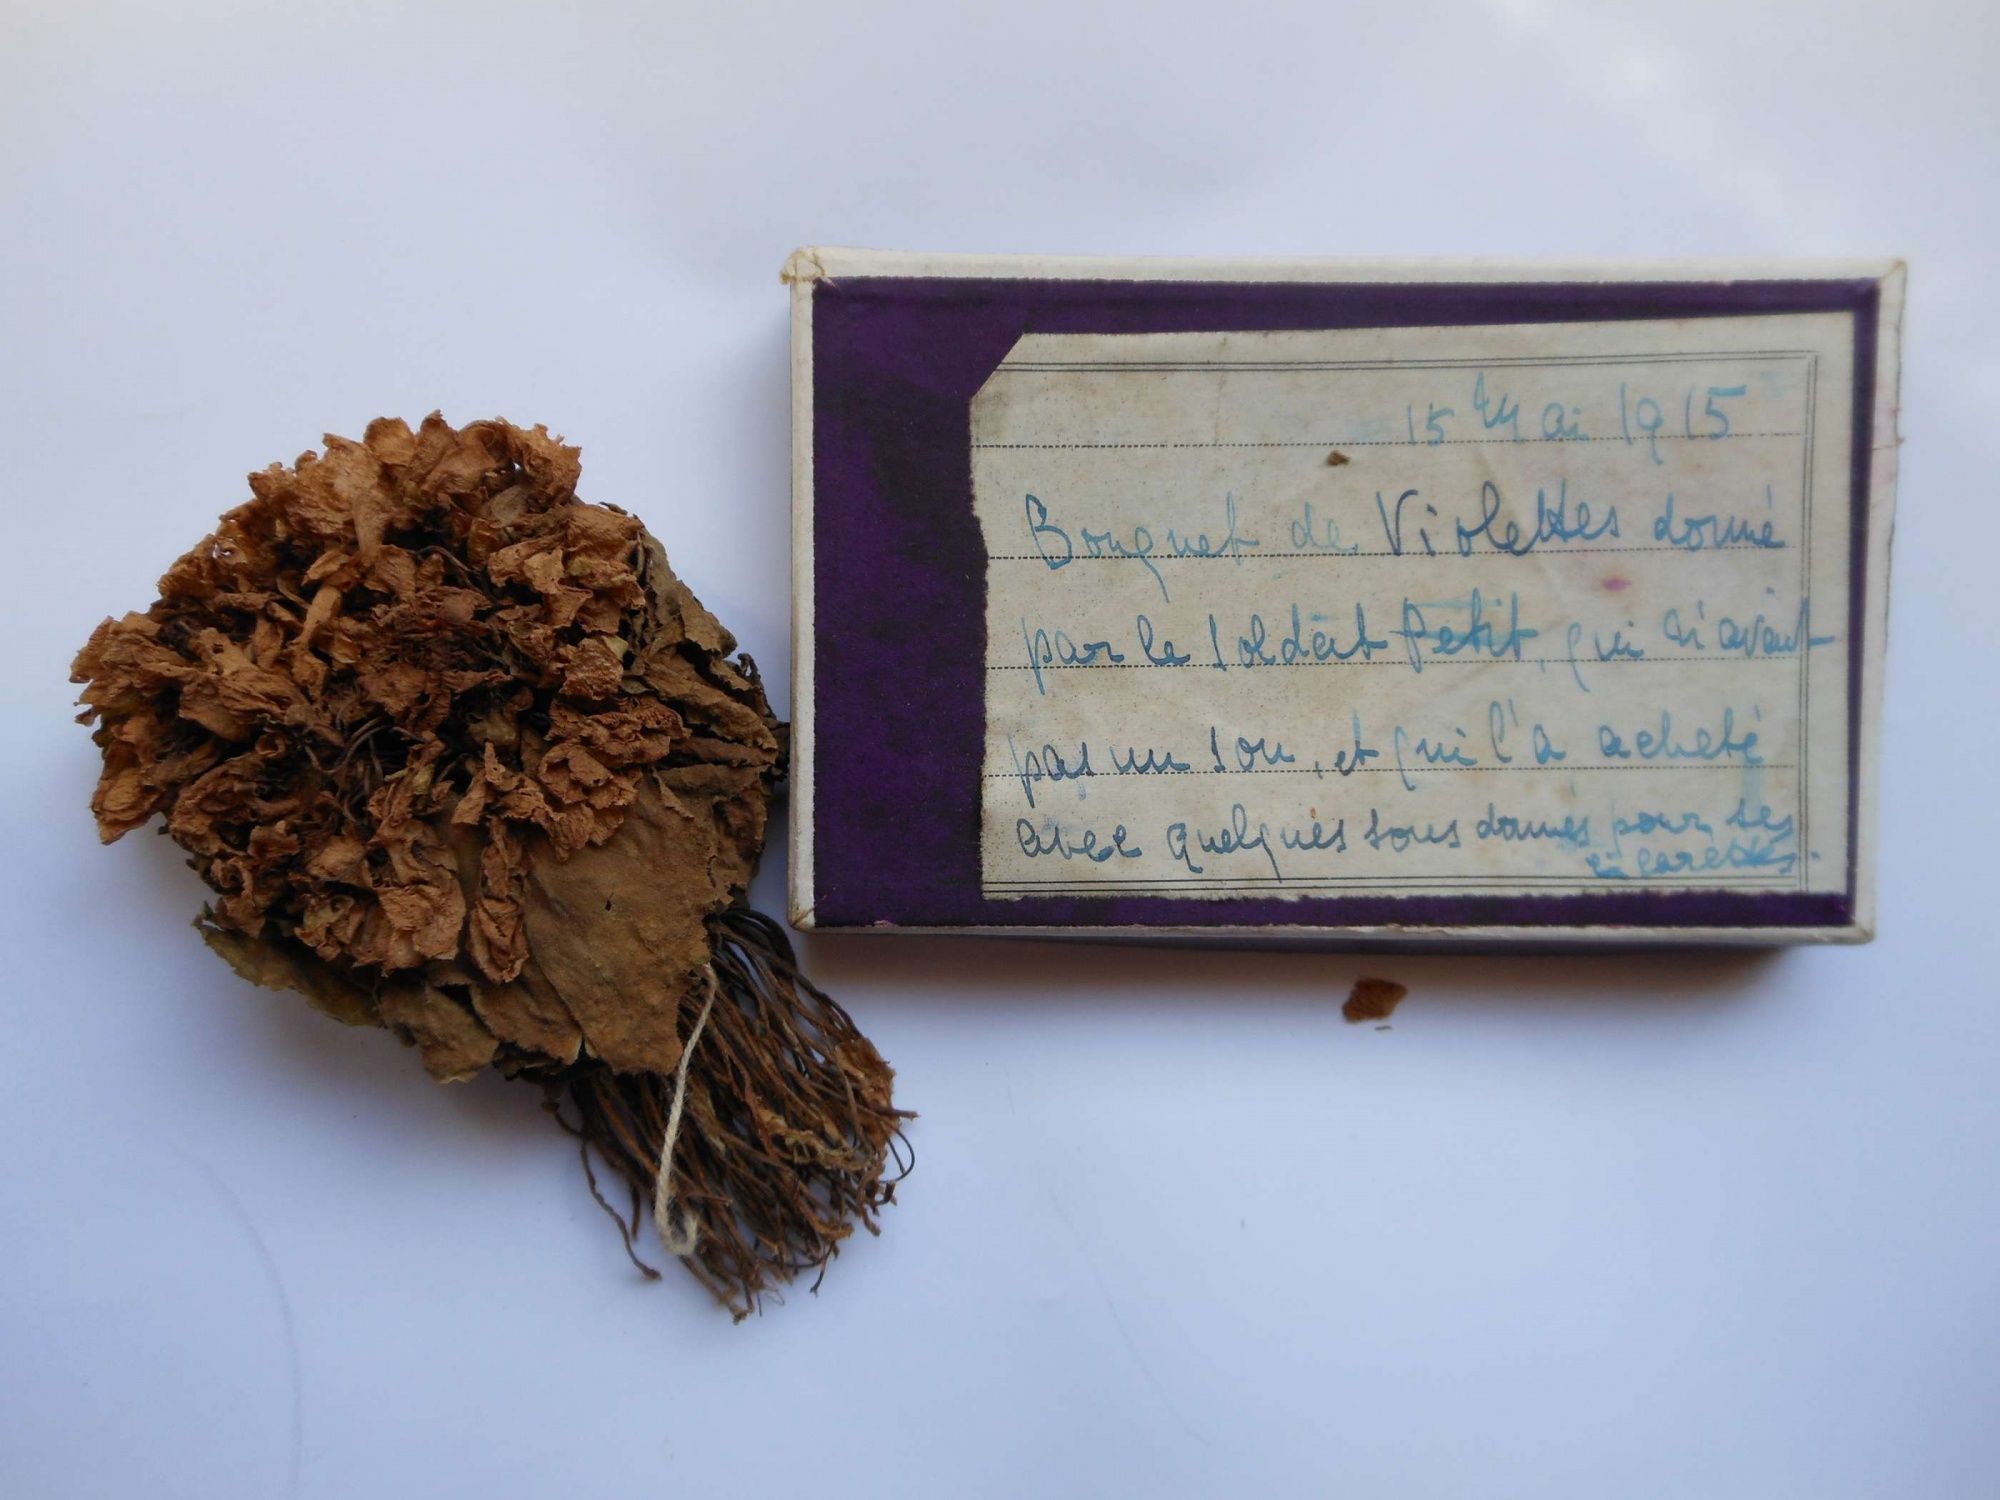 15 Mai 1915
Bouquet de Violettes donné
par le soldat Petit, qui n'avait
pas un sou, et qui l'a acheté
avec quelques sous donnés pour ses
cigarettes.